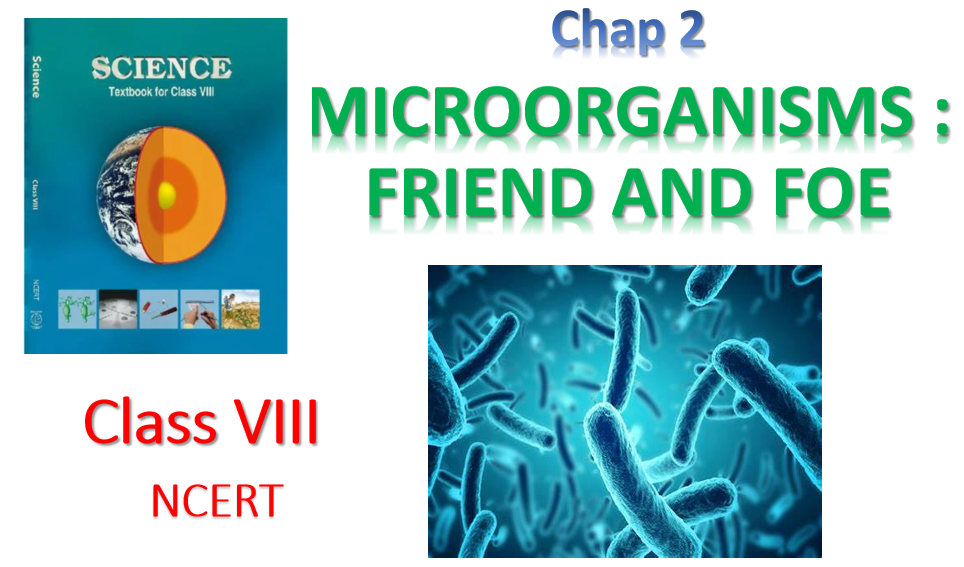 Chap 2
MICROORGANISMS :
FRIEND AND FOE
Science
SCIENCE
Textbook for Class VIII
Class VIII
NCERT
Class VIII
NCERT